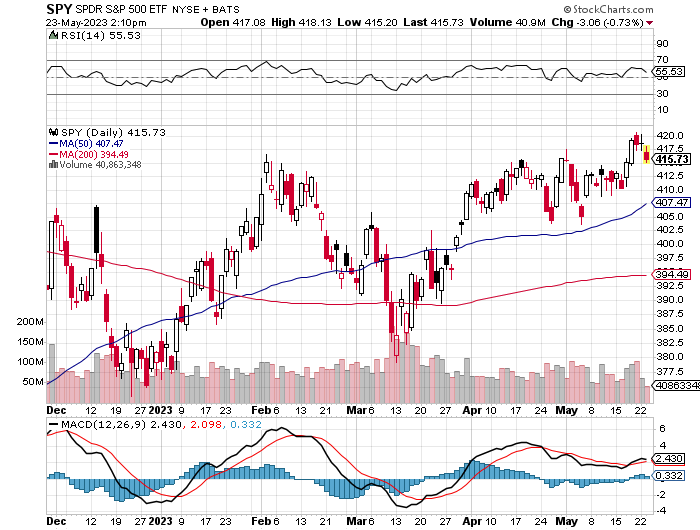 SPY SPDR S&P 500 ETF NYSE + BATS © StockCharts.com
23-May-2023 2:10pm Open 417.08 High 418.13 Low 415.20 Last 415.73 Volume 40.9M Chg -3.06 (-0.73%)
RSI(14) 55.53
90
70
55.53
50
30
10
SPY (Daily) 415.73
MA(50) 407.47
MA(200) 394.49
Volume 40,863,348
420.0
417.5
415.73
412.5
410.0
407.47
405.0
402.5
400.0
397.5
394.49
392.5
390.0
387.5
385.0
382.5
380.0
377.5
40863348
200M
150M
100M
50M
Dec 12 19 27 2023 9 17 23 Feb 6 13 21 Mar 6 13 20 27 Apr 10 17 24 May 8 15 22
MACD(12,26,9) 2.430, 2.098, 0.332
6
4
2.430
0.332
-2
-4
Dec 12 19 27 2023 9 17 23 Feb 6 13 21 Mar 6 13 20 27 Apr 10 17 24 May 8 15 22